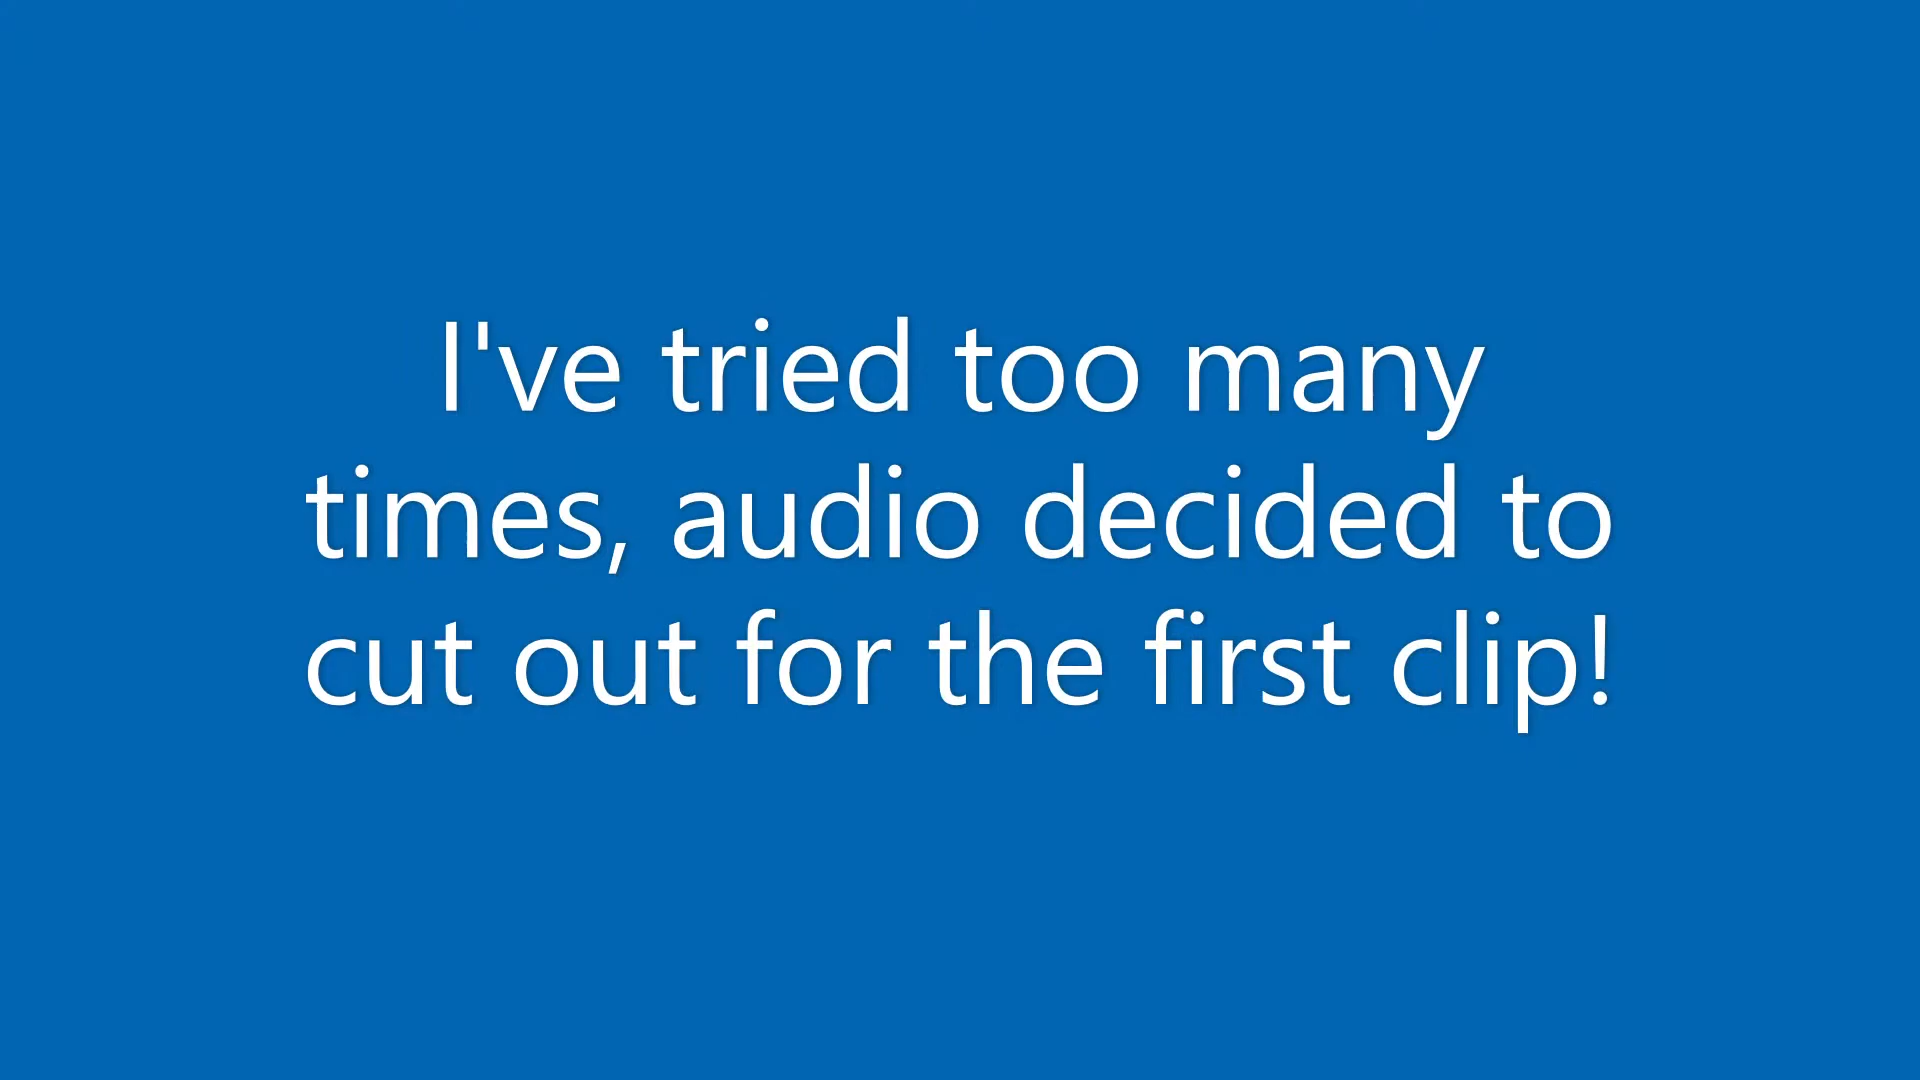 I've tried too many
times, audio decided to
cut out for the first clip!